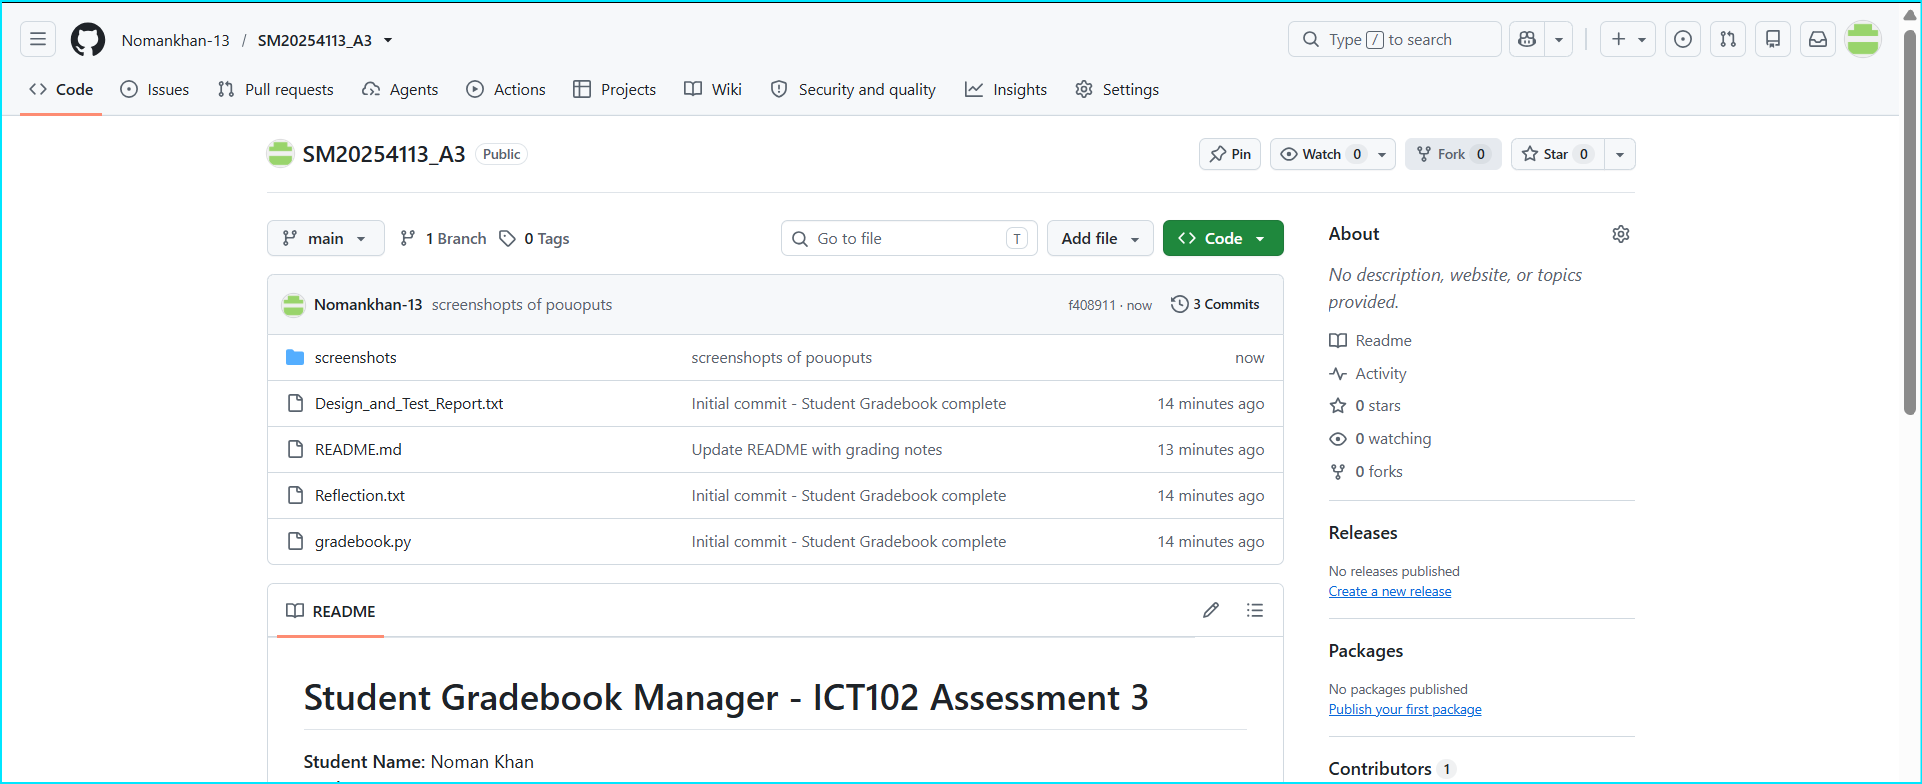 Nomankhan-13 / SM20254113_A3
Type / to search
Code Issues Pull requests Agents Actions Projects Wiki Security and quality Insights Settings
SM20254113_A3 Public
Pin Watch 0 Fork 0 Star 0
main 1 Branch 0 Tags Go to file T Add file Code
Nomankhan-13 screenshopts of pouoputs f408911 · now 3 Commits
screenshots screenshopts of pouoputs now
Design_and_Test_Report.txt Initial commit - Student Gradebook complete 14 minutes ago
README.md Update README with grading notes 13 minutes ago
Reflection.txt Initial commit - Student Gradebook complete 14 minutes ago
gradebook.py Initial commit - Student Gradebook complete 14 minutes ago
README
Student Gradebook Manager - ICT102 Assessment 3
Student Name: Noman Khan
About
No description, website, or topics
provided.
Readme
Activity
0 stars
0 watching
0 forks
Releases
No releases published
Create a new release
Packages
No packages published
Publish your first package
Contributors 1